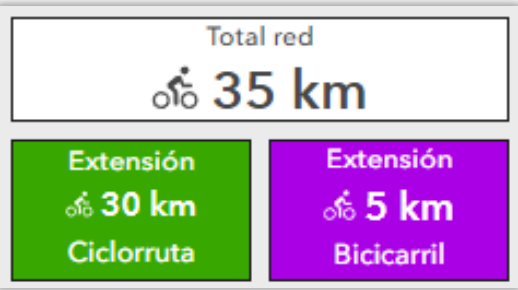 Total red
35 km
Extensión
30 km
Ciclorruta
Extensión
5 km
Bicicarril